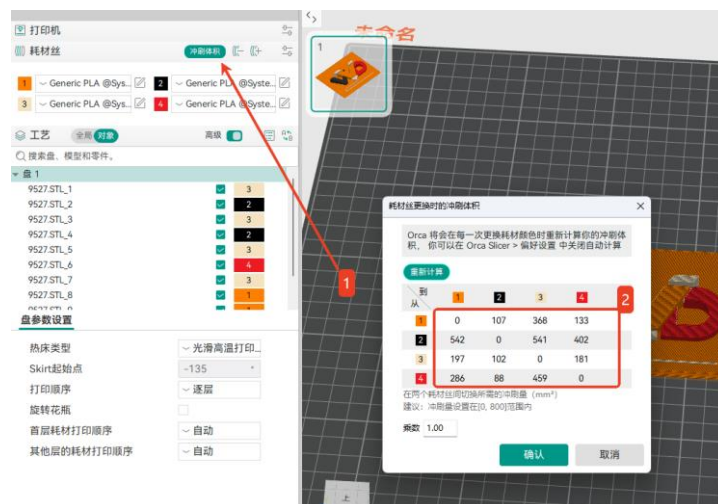 打印机
耗材丝 冲刷体积
1 Generic PLA @Sys... 2 Generic PLA @Syste...
3 Generic PLA @Sys... 4 Generic PLA @Syste...
工艺 全局 对象 高级
搜索盘、模型和零件。
盘 1
9527.STL_1 3
9527.STL_2 2
9527.STL_3 3
9527.STL_4 2
9527.STL_5 3
9527.STL_6 4
9527.STL_7 3
9527.STL_8 1
盘参数设置
热床类型 光滑高温打印...
Skirt起始点 -135 °
打印顺序 逐层
旋转花瓶
首层耗材打印顺序 自动
其他层的耗材打印顺序 自动
1
未命名
1
耗材丝更换时的冲刷体积
Orca 将会在每一次更换耗材颜色时重新计算你的冲刷体
积， 你可以在 Orca Slicer > 偏好设置 中关闭自动计算
重新计算
到
从
1 2 3 4
2
1 0 107 368 133
2 542 0 541 402
3 197 102 0 181
4 286 88 459 0
在两个耗材丝间切换所需的冲刷量（mm³）
建议：冲刷量设置在[0, 800]范围内
乘数 1.00
确认 取消
上